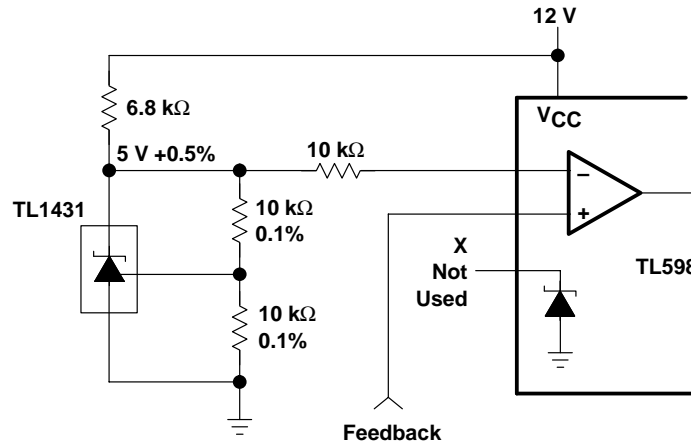 12 V
6.8 kΩ
VCC
5 V +0.5%
10 kΩ
−
TL1431
10 kΩ
0.1%
+
X
Not
Used
TL598
10 kΩ
0.1%
Feedback